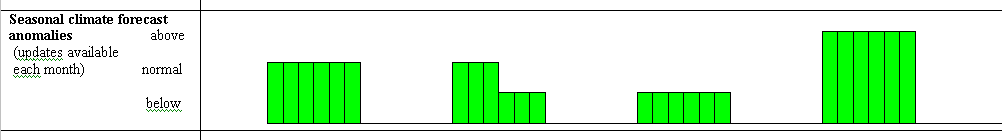 Seasonal climate forecast
anomalies above
(updates available
each month) normal
below